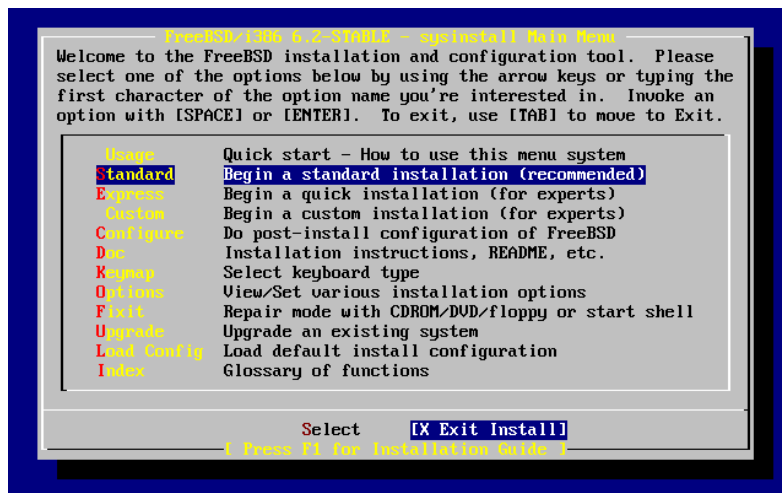 FreeBSD/i386 6.2-STABLE - sysinstall Main Menu
Welcome to the FreeBSD installation and configuration tool.  Please
select one of the options below by using the arrow keys or typing the
first character of the option name you're interested in.  Invoke an
option with [SPACE] or [ENTER].  To exit, use [TAB] to move to Exit.
Usage Quick start - How to use this menu system
Standard Begin a standard installation (recommended)
Express Begin a quick installation (for experts)
Custom Begin a custom installation (for experts)
Configure Do post-install configuration of FreeBSD
Doc Installation instructions, README, etc.
Keymap Select keyboard type
Options View/Set various installation options
Fixit Repair mode with CDROM/DVD/floppy or start shell
Upgrade Upgrade an existing system
Load Config Load default install configuration
Index Glossary of functions
Select [X Exit Install]
[ Press F1 for Installation Guide ]